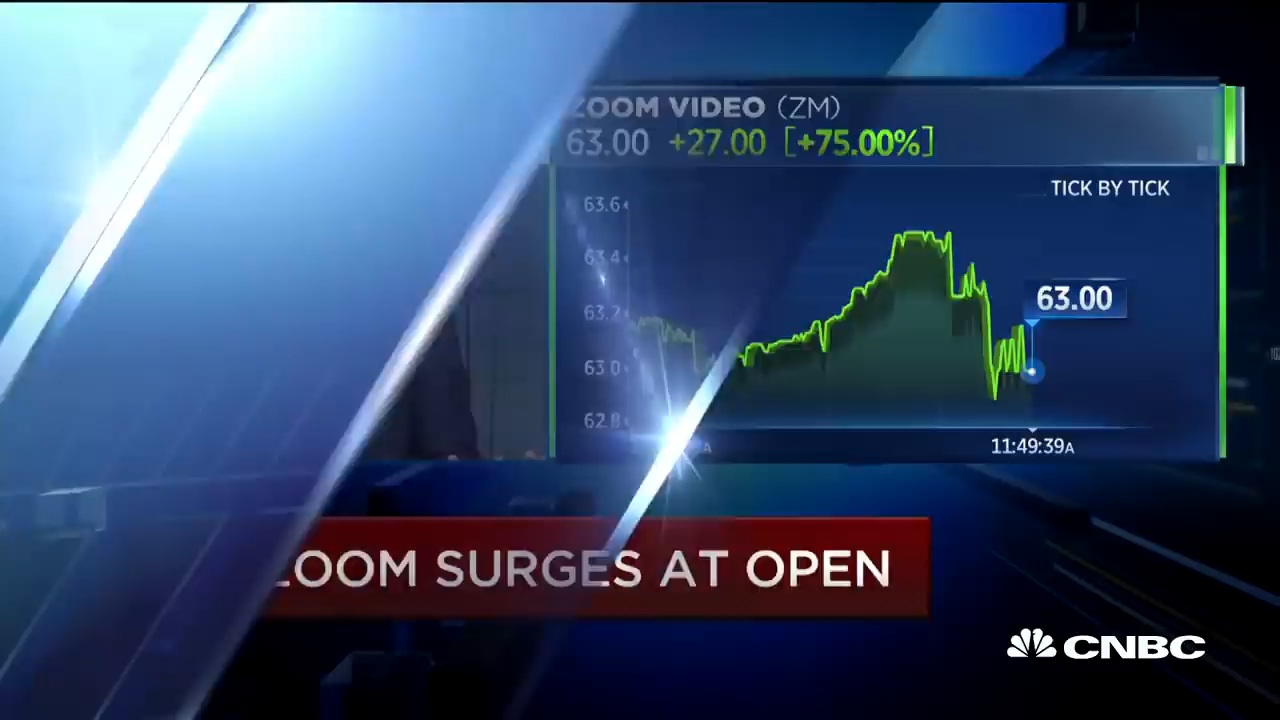 ZOOM VIDEO (ZM)
63.00 +27.00 [+75.00%]
TICK BY TICK
63.6
63.4
63.2
63.0
62.8
63.00
11:49:39A
ZOOM SURGES AT OPEN
CNBC